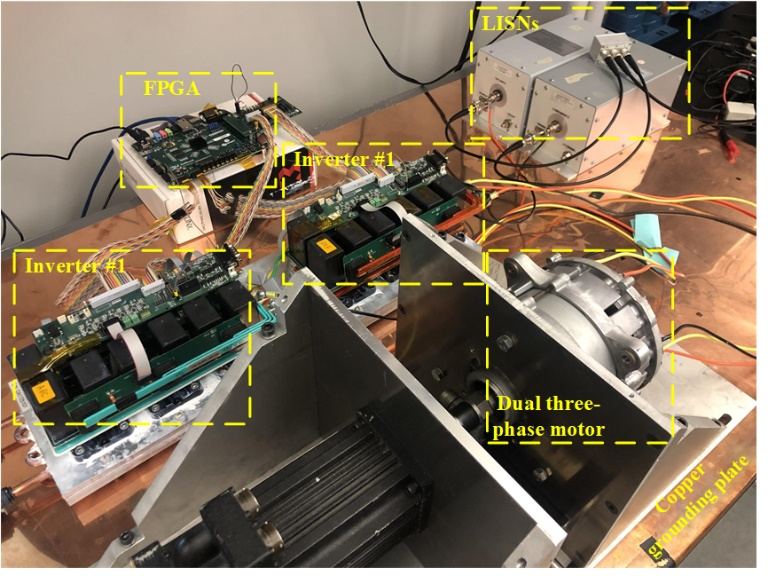 LISNs
FPGA
Inverter #1
Inverter #1
Dual three-
phase motor
Copper
grounding plate